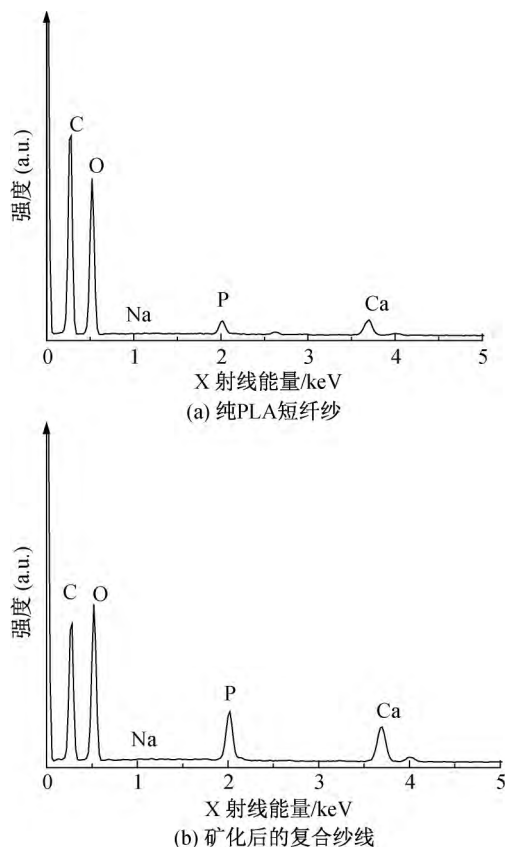 强度 (a.u.)
C
O
Na
P
Ca
0 1 2 3 4 5
X 射线能量/keV
(a) 纯PLA短纤纱
强度 (a.u.)
C O
Na
P
Ca
0 1 2 3 4 5
X 射线能量/keV
(b) 矿化后的复合纱线